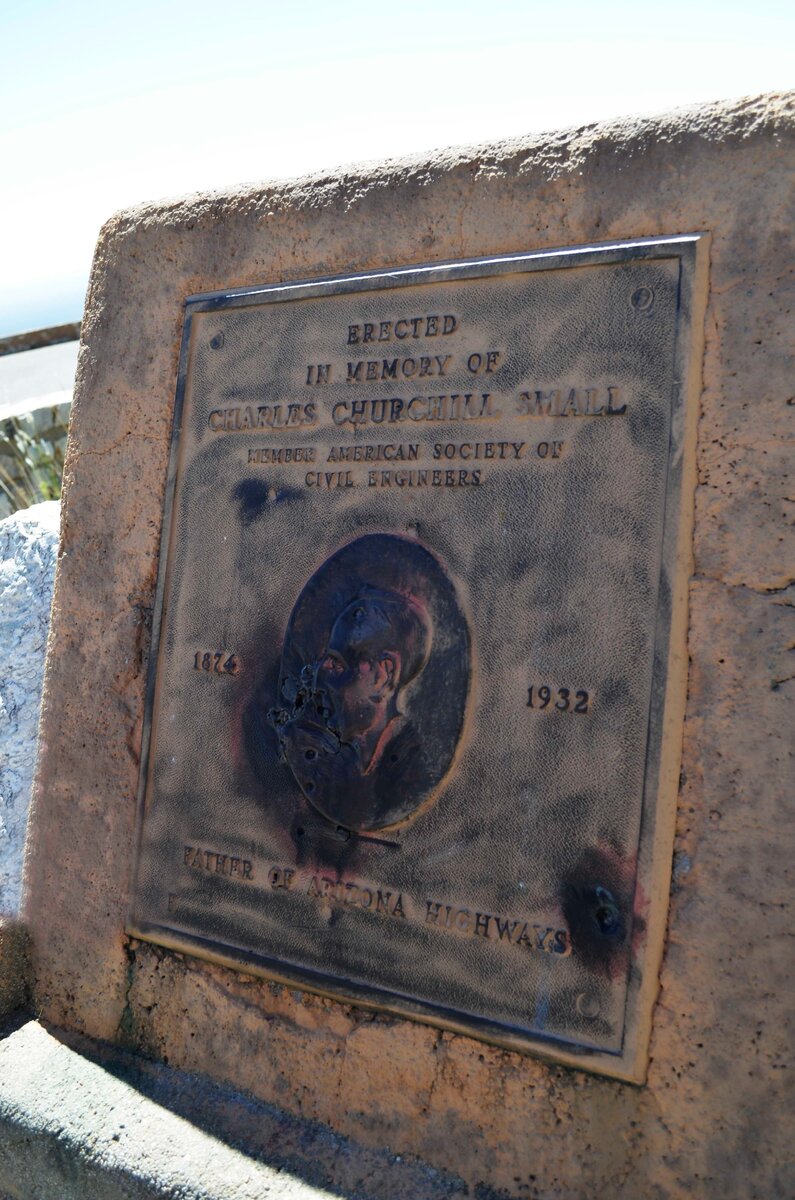 ERECTED
IN MEMORY OF
CHARLES CHURCHILL SMALL
MEMBER AMERICAN SOCIETY OF
CIVIL ENGINEERS
1874 1932
FATHER OF ARIZONA HIGHWAYS